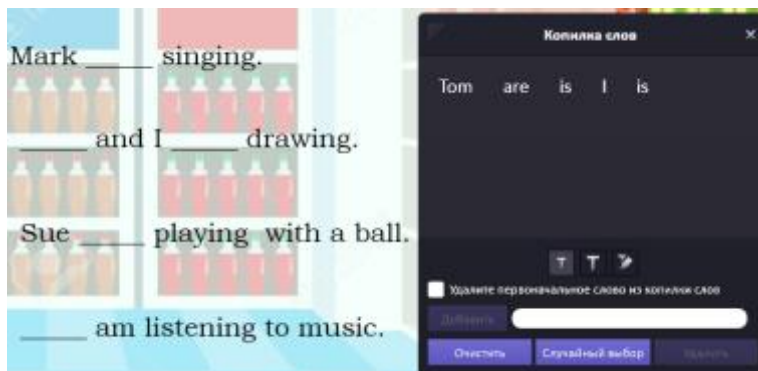 Mark _____ singing.
_____ and I _____ drawing.
Sue _____ playing with a ball.
_____ am listening to music.
Копилка слов ×
Tom are is I is
T T
Удалите первоначальное слово из копилки слов
Добавить
Очистить Случайный выбор Удалить